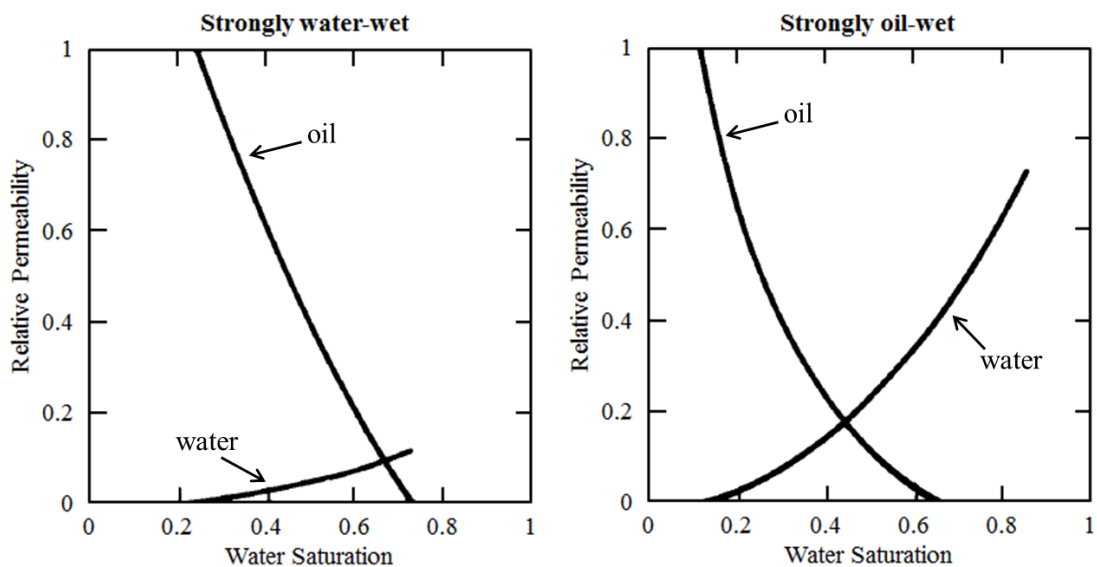 Strongly water-wet
1
0.8
0.6
0.4
0.2
0
0
0.2
0.4
0.6
0.8
1
Relative Permeability
Water Saturation
oil
water
Strongly oil-wet
1
0.8
0.6
0.4
0.2
0
0
0.2
0.4
0.6
0.8
1
Relative Permeability
Water Saturation
oil
water